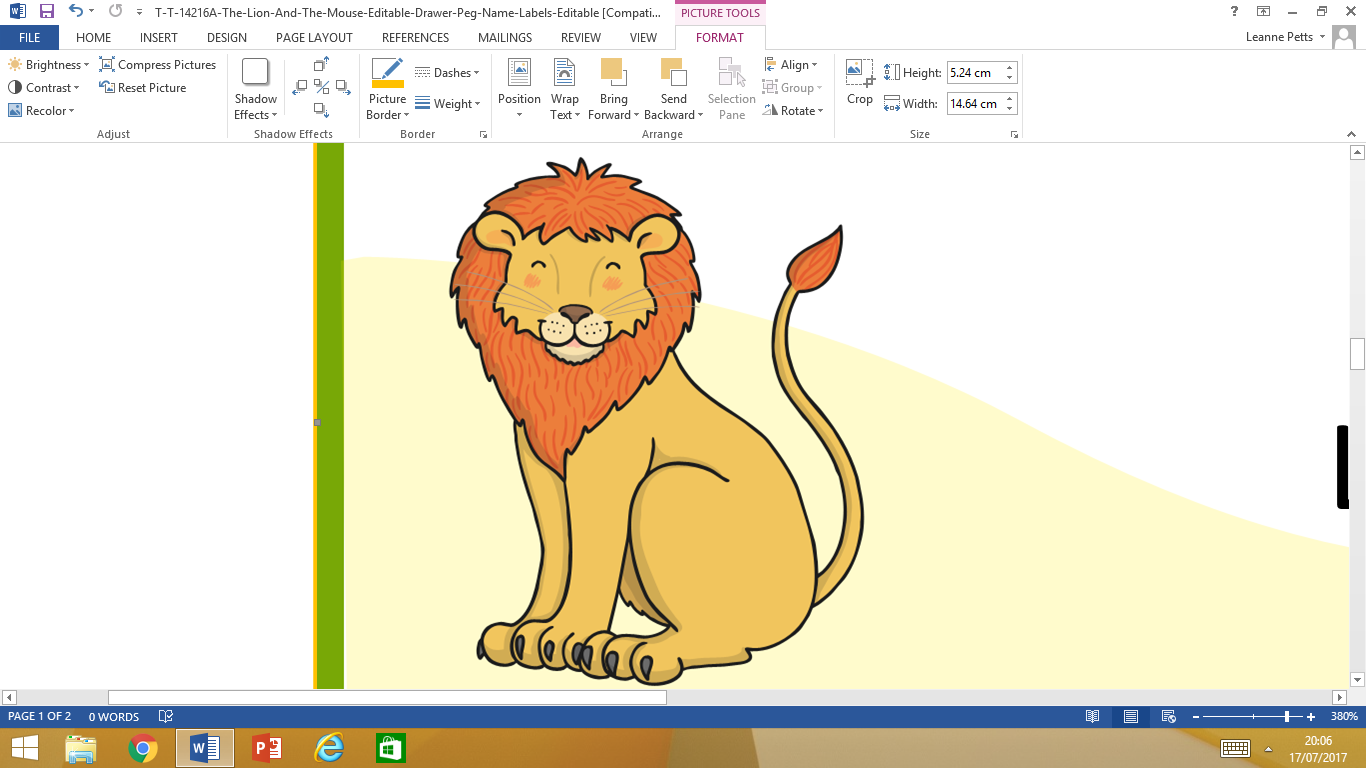 T-T-14216A-The-Lion-And-The-Mouse-Editable-Drawer-Peg-Name-Labels-Editable [Compati...
PICTURE TOOLS
?
FILE HOME INSERT DESIGN PAGE LAYOUT REFERENCES MAILINGS REVIEW VIEW FORMAT
Leanne Petts
Brightness
Compress Pictures
Contrast
Reset Picture
Recolor
Adjust
Shadow
Effects
Shadow Effects
Picture
Border
Dashes
Weight
Border
Position
Wrap
Text
Bring
Forward
Send
Backward
Selection
Pane
Align
Group
Rotate
Arrange
Crop
Height: 5.24 cm
Width: 14.64 cm
Size
PAGE 1 OF 2 0 WORDS
380%
20:06
17/07/2017